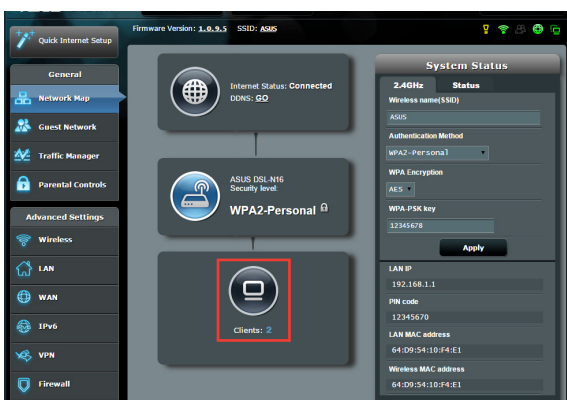 Quick Internet Setup
General
Network Map
Guest Network
Traffic Manager
Parental Controls
Advanced Settings
Wireless
LAN
WAN
IPv6
VPN
Firewall
Firmware Version: 1.0.9.5 SSID: ASUS
Internet Status: Connected
DDNS: GO
ASUS DSL-N16
Security level:
WPA2-Personal
Clients: 2
System Status
2.4GHz Status
Wireless name(SSID)
ASUS
Authentication Method
WPA2-Personal
WPA Encryption
AES
WPA-PSK key
12345678
Apply
LAN IP
192.168.1.1
PIN code
12345670
LAN MAC address
64:D9:54:10:F4:E1
Wireless MAC address
64:D9:54:10:F4:E1